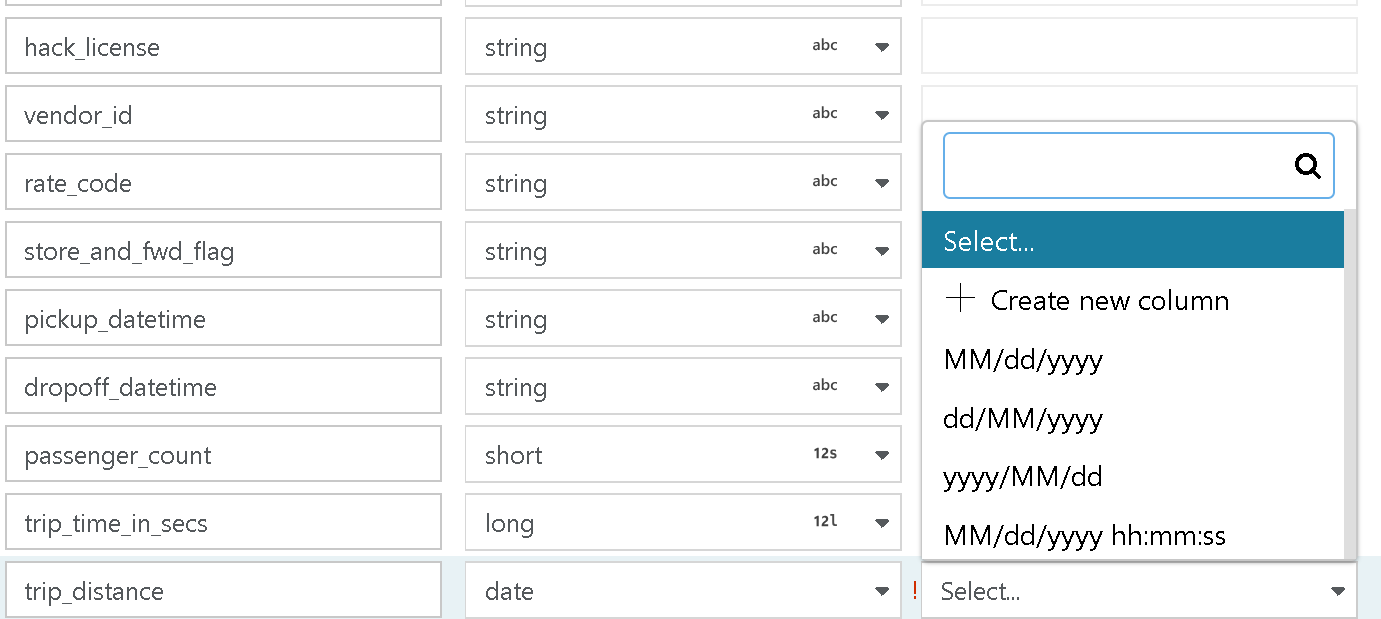 hack_license string abc
vendor_id string abc
rate_code string abc
store_and_fwd_flag string abc
Select...
pickup_datetime string abc
+ Create new column
MM/dd/yyyy
dropoff_datetime string abc
dd/MM/yyyy
passenger_count short 12s
yyyy/MM/dd
trip_time_in_secs long 12l
MM/dd/yyyy hh:mm:ss
trip_distance date ! Select...